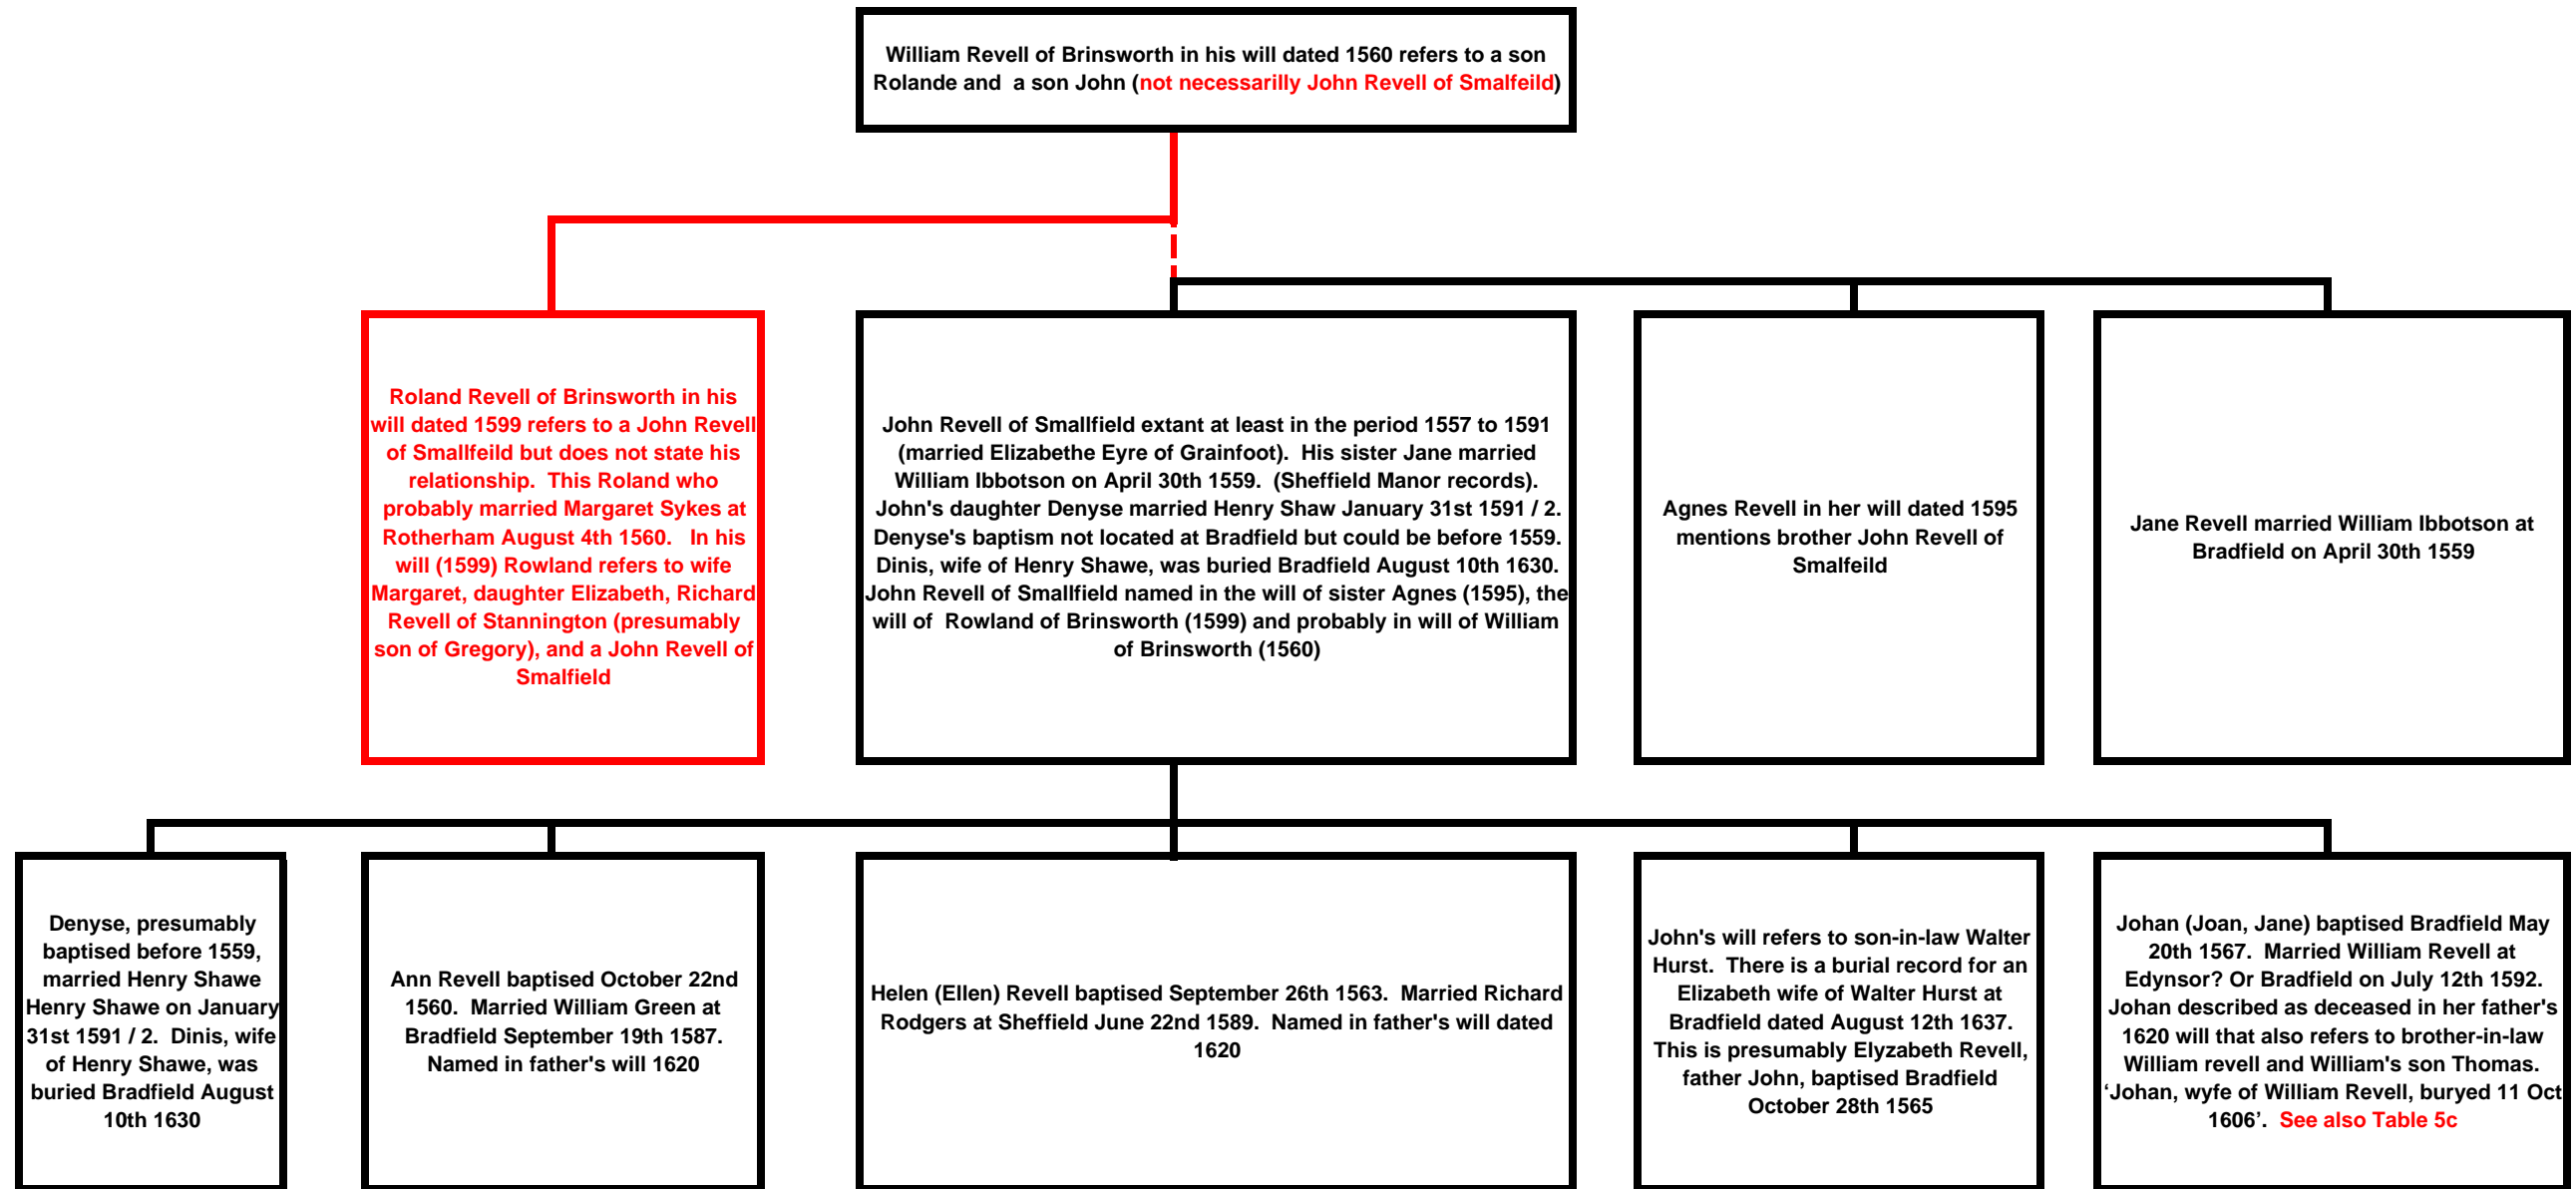 William Revell of Brinsworth in his will dated 1560 refers to a son
Rolande and a son John (not necessarilly John Revell of Smalfeild)
Roland Revell of Brinsworth in his
will dated 1599 refers to a John Revell
of Smallfeild but does not state his
relationship. This Roland who
probably married Margaret Sykes at
Rotherham August 4th 1560. In his
will (1599) Rowland refers to wife
Margaret, daughter Elizabeth, Richard
Revell of Stannington (presumably
son of Gregory), and a John Revell of
Smalfield
John Revell of Smallfield extant at least in the period 1557 to 1591
(married Elizabethe Eyre of Grainfoot). His sister Jane married
William Ibbotson on April 30th 1559. (Sheffield Manor records).
John's daughter Denyse married Henry Shaw January 31st 1591 / 2.
Denyse's baptism not located at Bradfield but could be before 1559.
Dinis, wife of Henry Shawe, was buried Bradfield August 10th 1630.
John Revell of Smallfield named in the will of sister Agnes (1595), the
will of Rowland of Brinsworth (1599) and probably in will of William
of Brinsworth (1560)
Agnes Revell in her will dated 1595
mentions brother John Revell of
Smalfeild
Jane Revell married William Ibbotson at
Bradfield on April 30th 1559
Denyse, presumably
baptised before 1559,
married Henry Shawe
Henry Shawe on January
31st 1591 / 2. Dinis, wife
of Henry Shawe, was
buried Bradfield August
10th 1630
Ann Revell baptised October 22nd
1560. Married William Green at
Bradfield September 19th 1587.
Named in father's will 1620
Helen (Ellen) Revell baptised September 26th 1563. Married Richard
Rodgers at Sheffield June 22nd 1589. Named in father's will dated
1620
John's will refers to son-in-law Walter
Hurst. There is a burial record for an
Elizabeth wife of Walter Hurst at
Bradfield dated August 12th 1637.
This is presumably Elyzabeth Revell,
father John, baptised Bradfield
October 28th 1565
Johan (Joan, Jane) baptised Bradfield May
20th 1567. Married William Revell at
Edynsor? Or Bradfield on July 12th 1592.
Johan described as deceased in her father's
1620 will that also refers to brother-in-law
William revell and William's son Thomas.
‘Johan, wyfe of William Revell, buryed 11 Oct
1606’. See also Table 5c